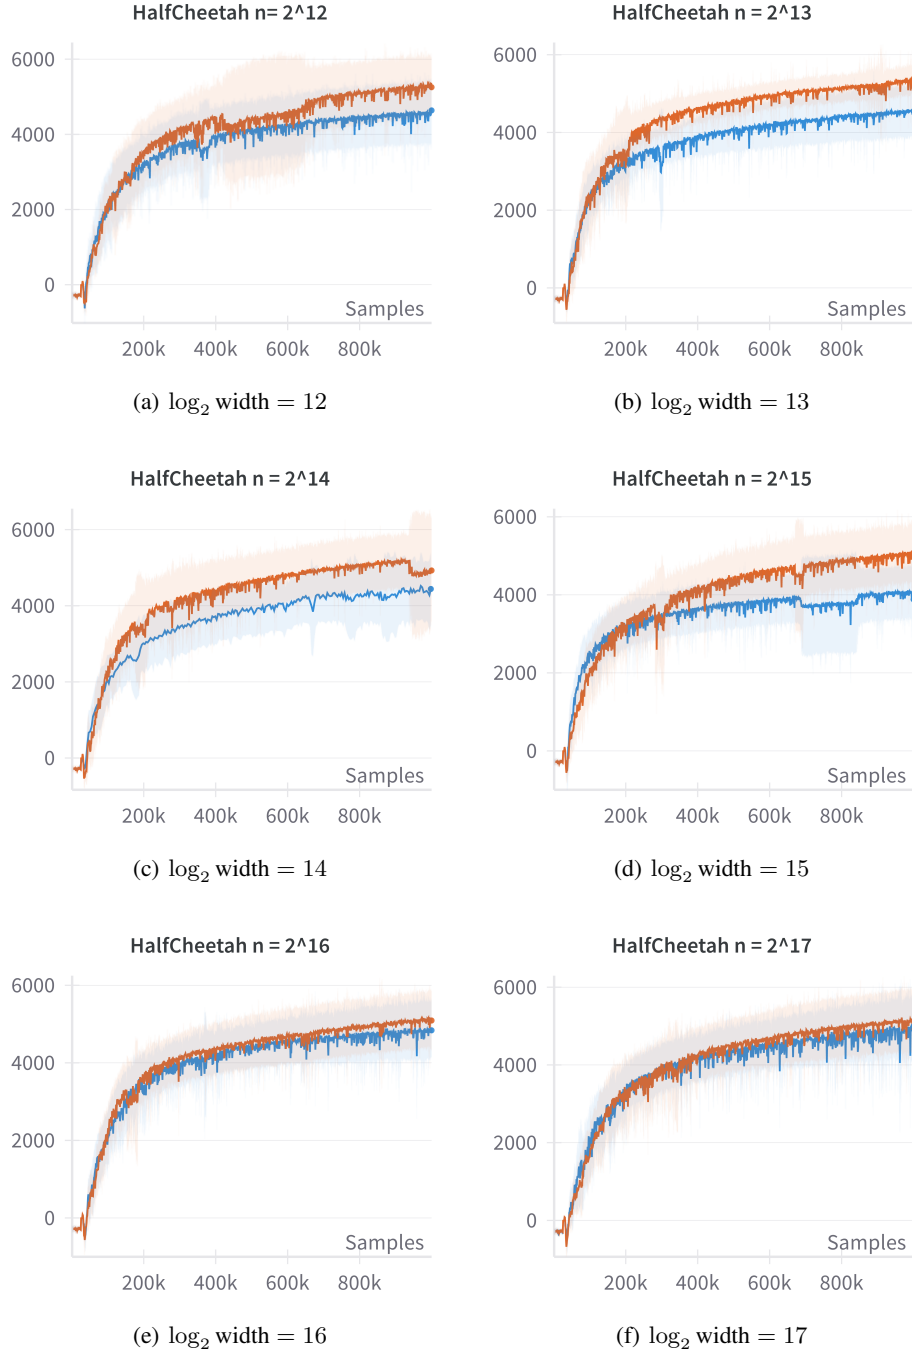 HalfCheetah n= 2^12
6000
4000
2000
0
Samples
200k 400k 600k 800k
(a) log₂ width = 12
HalfCheetah n = 2^13
6000
4000
2000
0
Samples
200k 400k 600k 800k
(b) log₂ width = 13
HalfCheetah n = 2^14
6000
4000
2000
0
Samples
200k 400k 600k 800k
(c) log₂ width = 14
HalfCheetah n = 2^15
6000
4000
2000
0
Samples
200k 400k 600k 800k
(d) log₂ width = 15
HalfCheetah n = 2^16
6000
4000
2000
0
Samples
200k 400k 600k 800k
(e) log₂ width = 16
HalfCheetah n = 2^17
6000
4000
2000
0
Samples
200k 400k 600k 800k
(f) log₂ width = 17